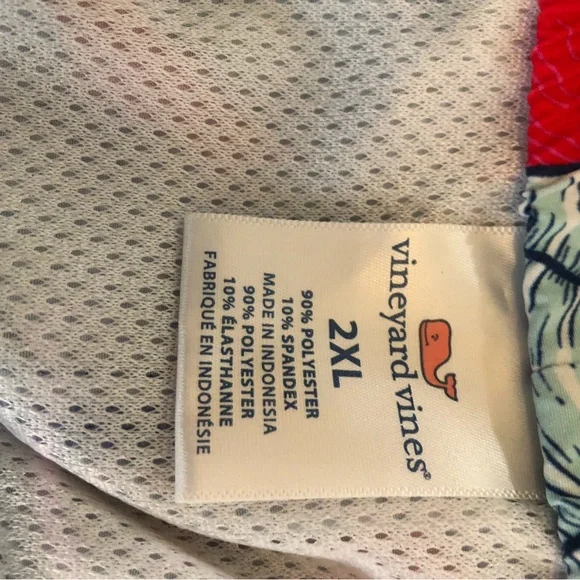 vineyard vines®
2XL
90% POLYESTER
10% SPANDEX
MADE IN INDONESIA
90% POLYESTER
10% ÉLASTHANNE
FABRIQUÉ EN INDONÉSIE